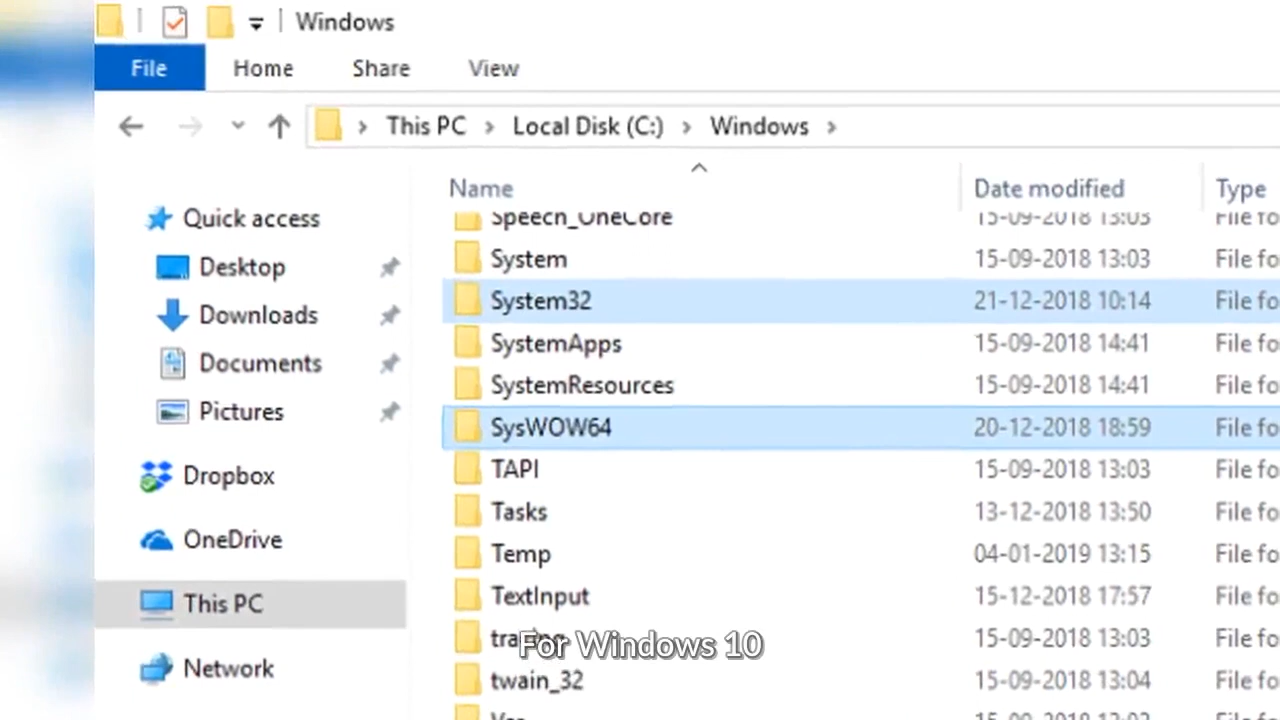 Windows
File Home Share View
This PC Local Disk (C:) Windows
Name Date modified Type
Quick access
Desktop
Downloads
Documents
Pictures
Dropbox
OneDrive
This PC
Network
Speech_OneCore 15-09-2018 13:03 File fo
System 15-09-2018 13:03 File fo
System32 21-12-2018 10:14 File fo
SystemApps 15-09-2018 14:41 File fo
SystemResources 15-09-2018 14:41 File fo
SysWOW64 20-12-2018 18:59 File fo
TAPI 15-09-2018 13:03 File fo
Tasks 13-12-2018 13:50 File fo
Temp 04-01-2019 13:15 File fo
TextInput 15-12-2018 17:57 File fo
15-09-2018 13:03 File fo
twain_32 15-09-2018 13:04 File fo
For Windows 10